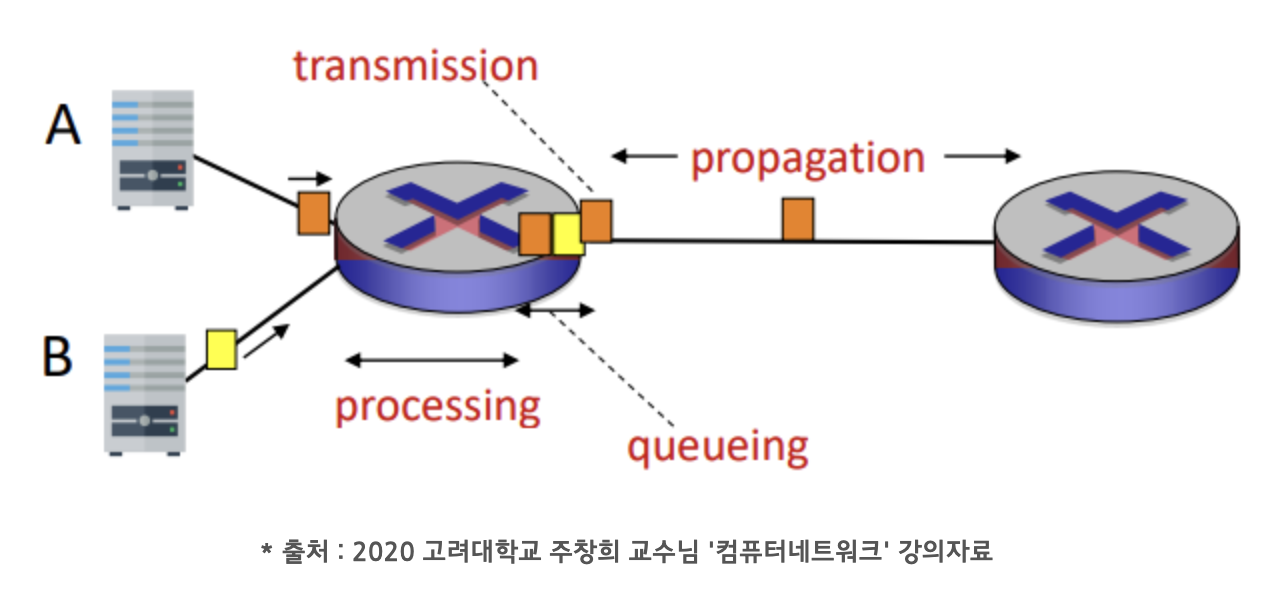 transmission
A
propagation
B
processing
queueing
* 출처 : 2020 고려대학교 주창희 교수님 '컴퓨터네트워크' 강의자료